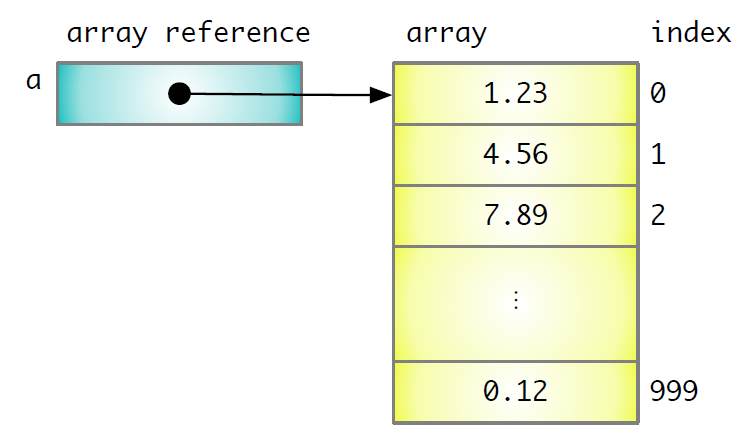 array reference array index
a 1.23 0
4.56 1
7.89 2
⋮
0.12 999